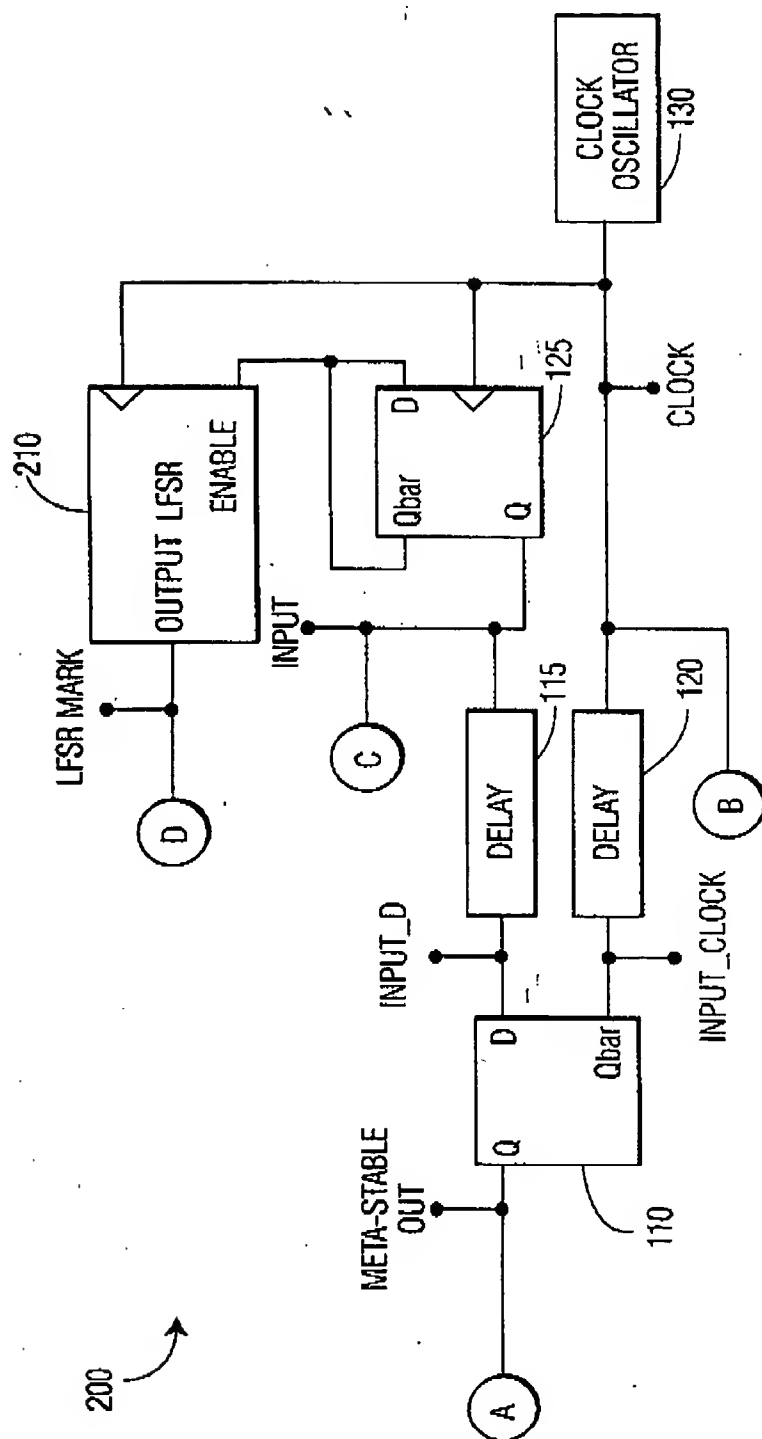 200
A
META-STABLE
OUT
110
Q
D
Qbar
INPUT_D
INPUT_CLOCK
DELAY
115
DELAY
120
B
C
INPUT
D
LFSR MARK
OUTPUT LFSR
ENABLE
210
Qbar
D
Q
125
CLOCK
CLOCK
OSCILLATOR
130